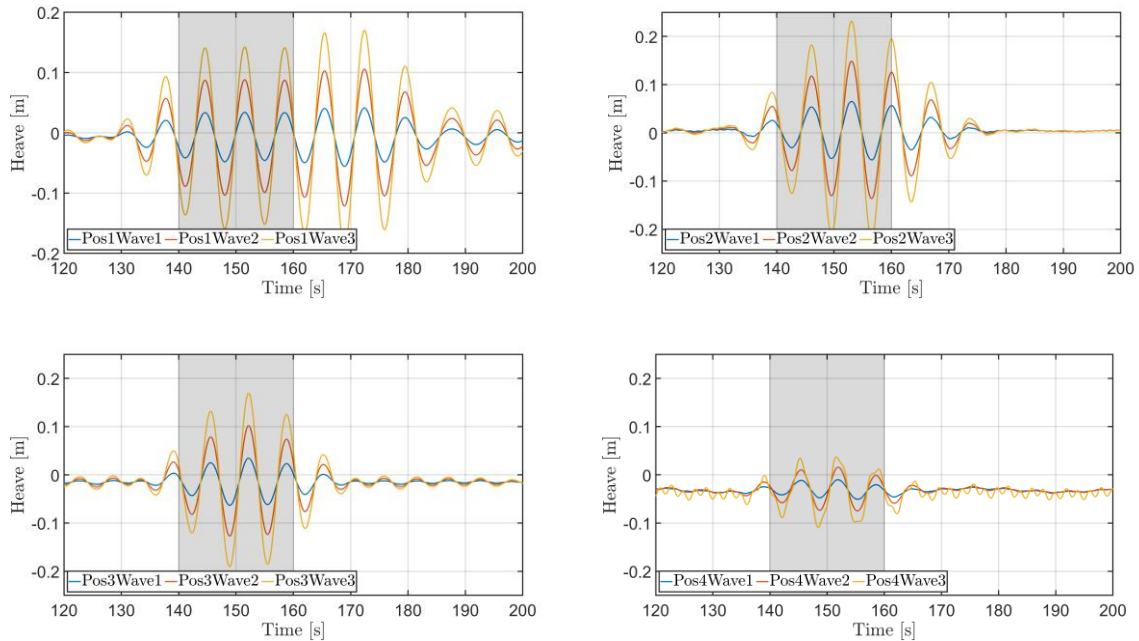 0.2
0.1
0
-0.1
-0.2
Heave [m]
Pos1Wave1 Pos1Wave2 Pos1Wave3
120 130 140 150 160 170 180 190 200
Time [s]
0.2
0.1
0
-0.1
-0.2
Heave [m]
Pos2Wave1 Pos2Wave2 Pos2Wave3
120 130 140 150 160 170 180 190 200
Time [s]
0.2
0.1
0
-0.1
-0.2
Heave [m]
Pos3Wave1 Pos3Wave2 Pos3Wave3
120 130 140 150 160 170 180 190 200
Time [s]
0.2
0.1
0
-0.1
-0.2
Heave [m]
Pos4Wave1 Pos4Wave2 Pos4Wave3
120 130 140 150 160 170 180 190 200
Time [s]